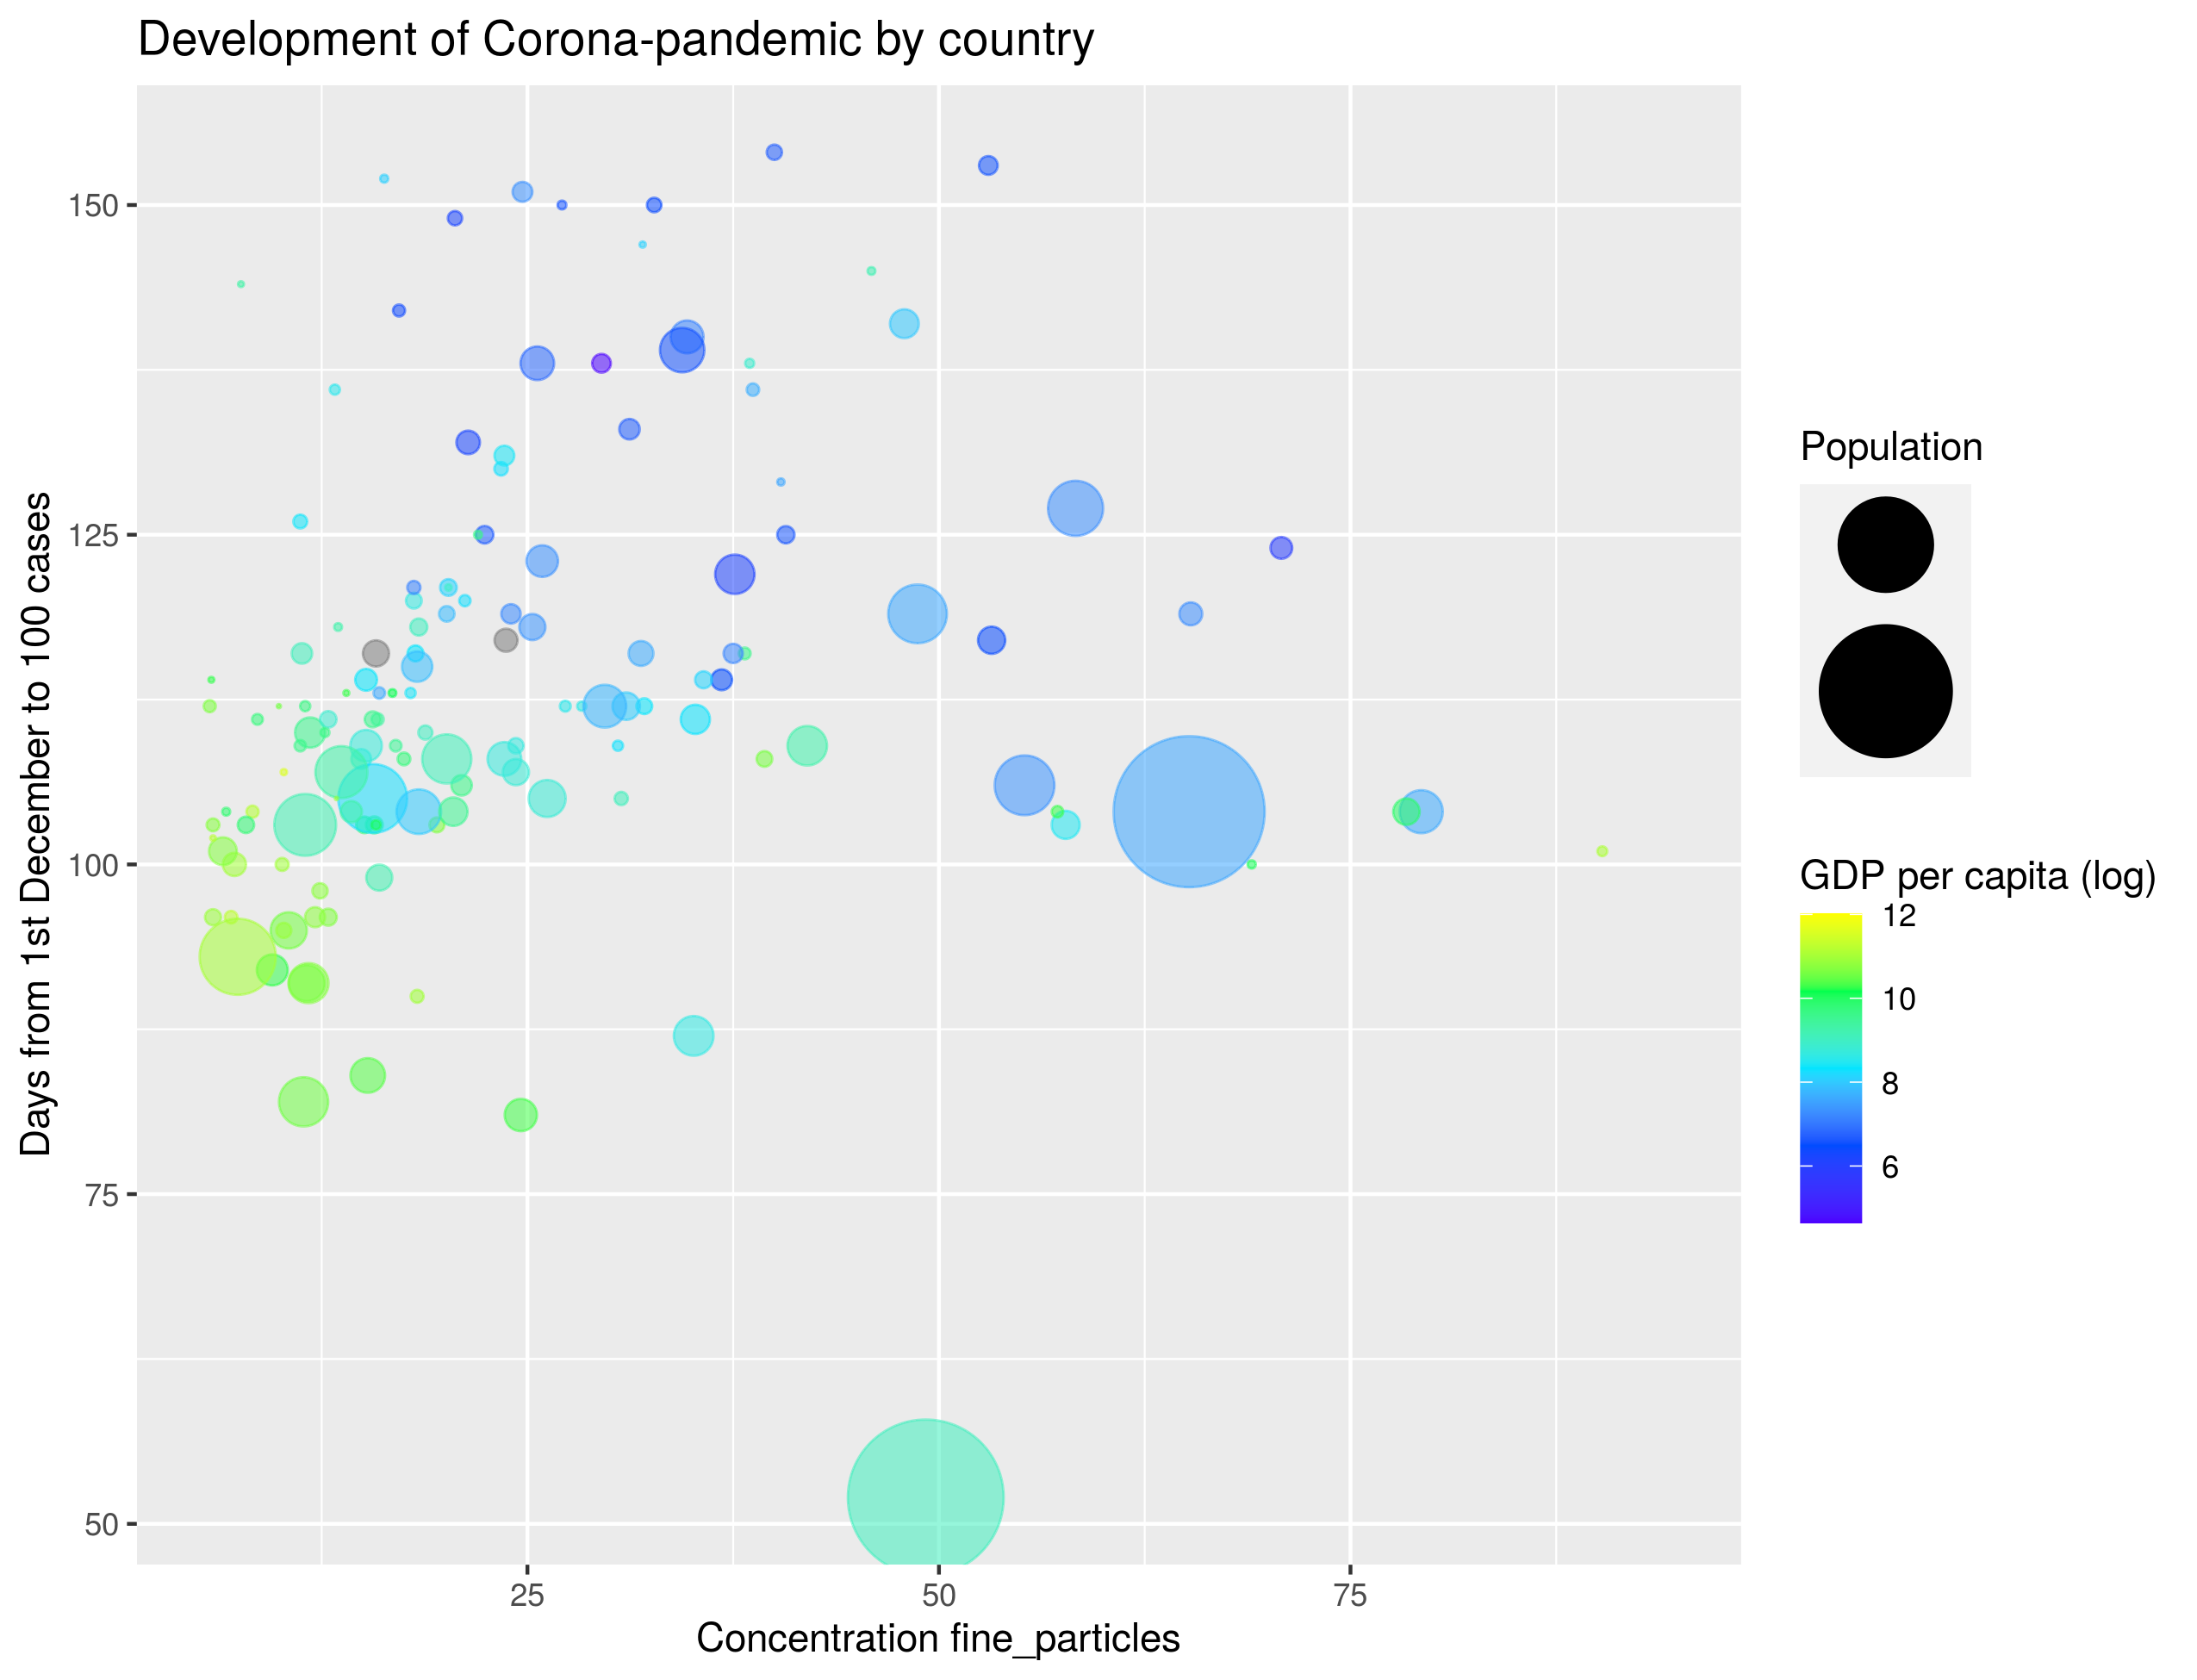 Development of Corona-pandemic by country
Days from 1st December to 100 cases
150
125
100
75
50
25
50
75
Concentration fine_particles
Population
GDP per capita (log)
12
10
8
6